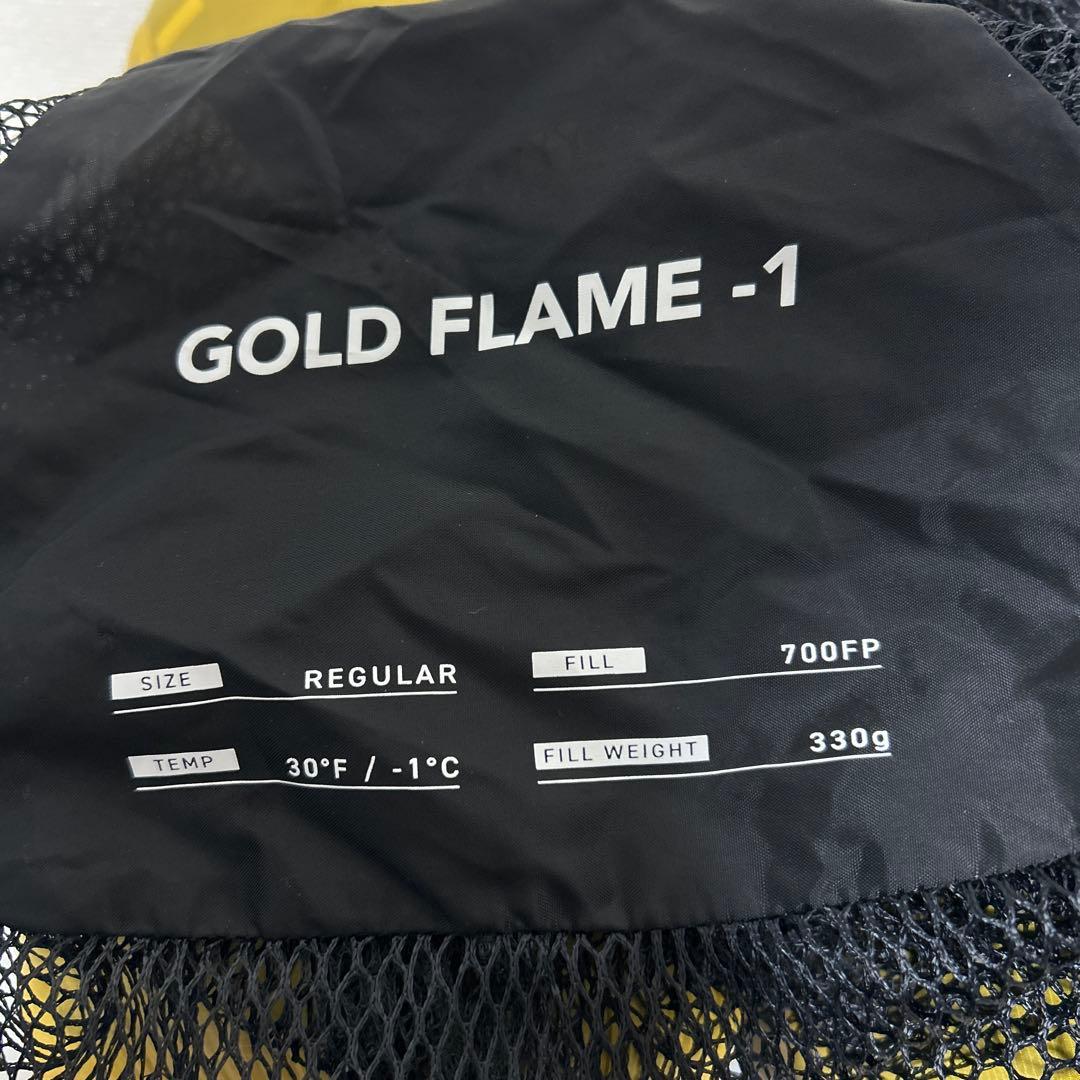 GOLD FLAME -1
SIZE REGULAR
FILL 700FP
TEMP 30°F / -1°C
FILL WEIGHT 330g